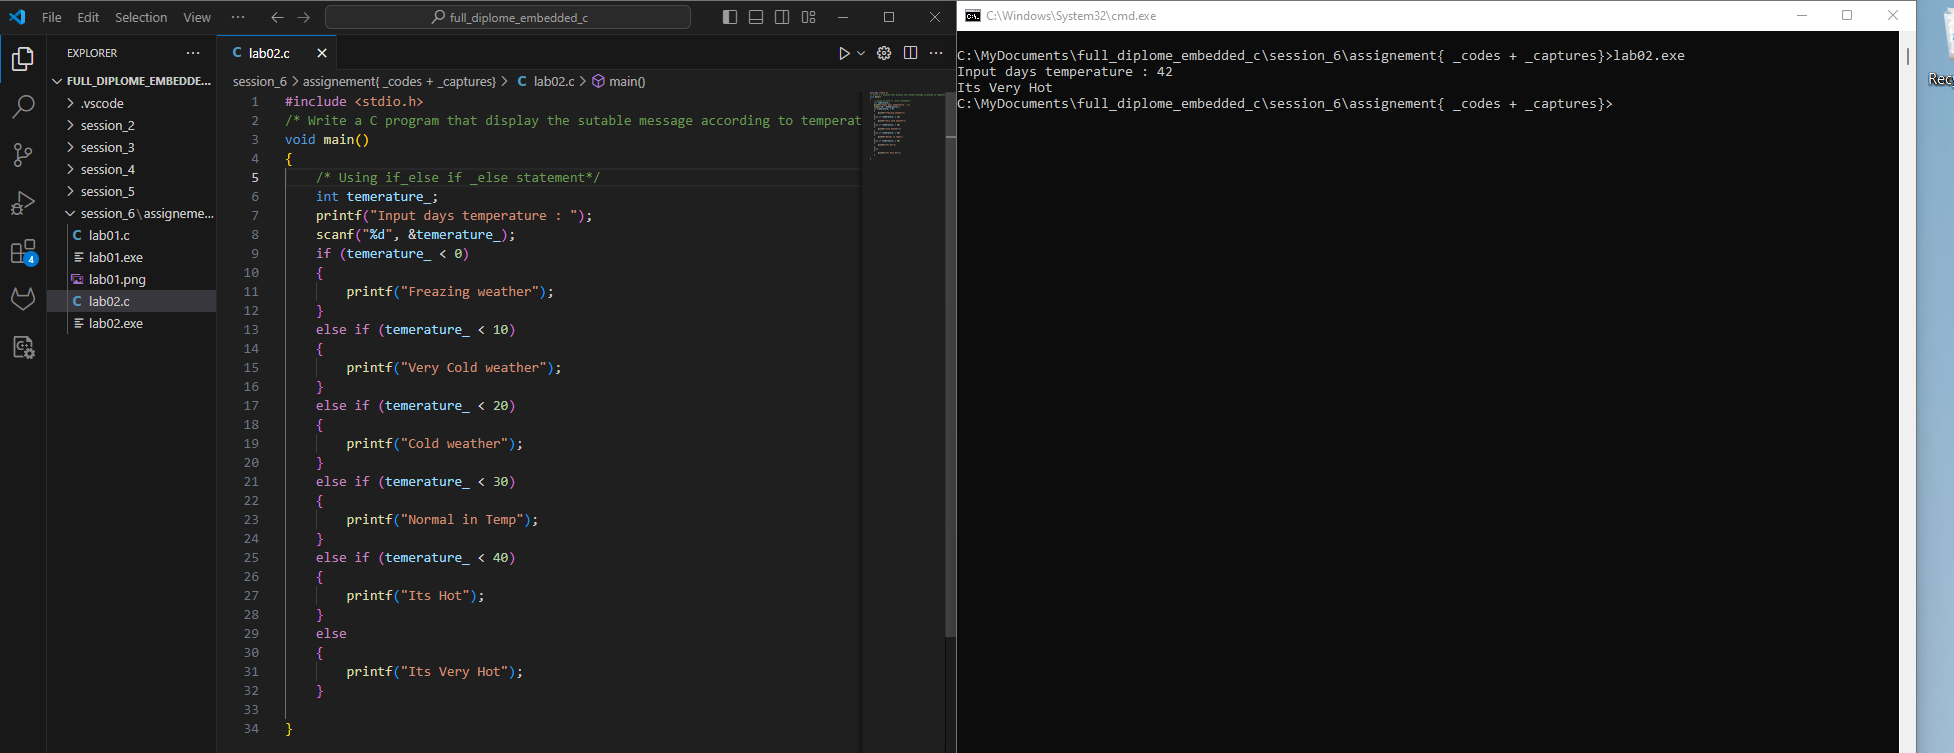 File Edit Selection View ··· full_diplome_embedded_c
EXPLORER ···
FULL_DIPLOME_EMBEDDE...
.vscode
session_2
session_3
session_4
session_5
session_6\assigneme...
lab01.c
lab01.exe
lab01.png
lab02.c
lab02.exe
4
lab02.c
session_6 > assignement{ _codes + _captures} > C lab02.c > main()
1 #include <stdio.h>
2 /* Write a C program that display the sutable message according to temperat
3 void main()
4 {
5 /* Using if_else if _else statement*/
6 int temerature_;
7 printf("Input days temperature : ");
8 scanf("%d", &temerature_);
9 if (temerature_ < 0)
10 {
11 printf("Freazing weather");
12 }
13 else if (temerature_ < 10)
14 {
15 printf("Very Cold weather");
16 }
17 else if (temerature_ < 20)
18 {
19 printf("Cold weather");
20 }
21 else if (temerature_ < 30)
22 {
23 printf("Normal in Temp");
24 }
25 else if (temerature_ < 40)
26 {
27 printf("Its Hot");
28 }
29 else
30 {
31 printf("Its Very Hot");
32 }
33
34 }
C:\Windows\System32\cmd.exe
C:\MyDocuments\full_diplome_embedded_c\session_6\assignement{ _codes + _captures}>lab02.exe
Input days temperature : 42
Its Very Hot
C:\MyDocuments\full_diplome_embedded_c\session_6\assignement{ _codes + _captures}>